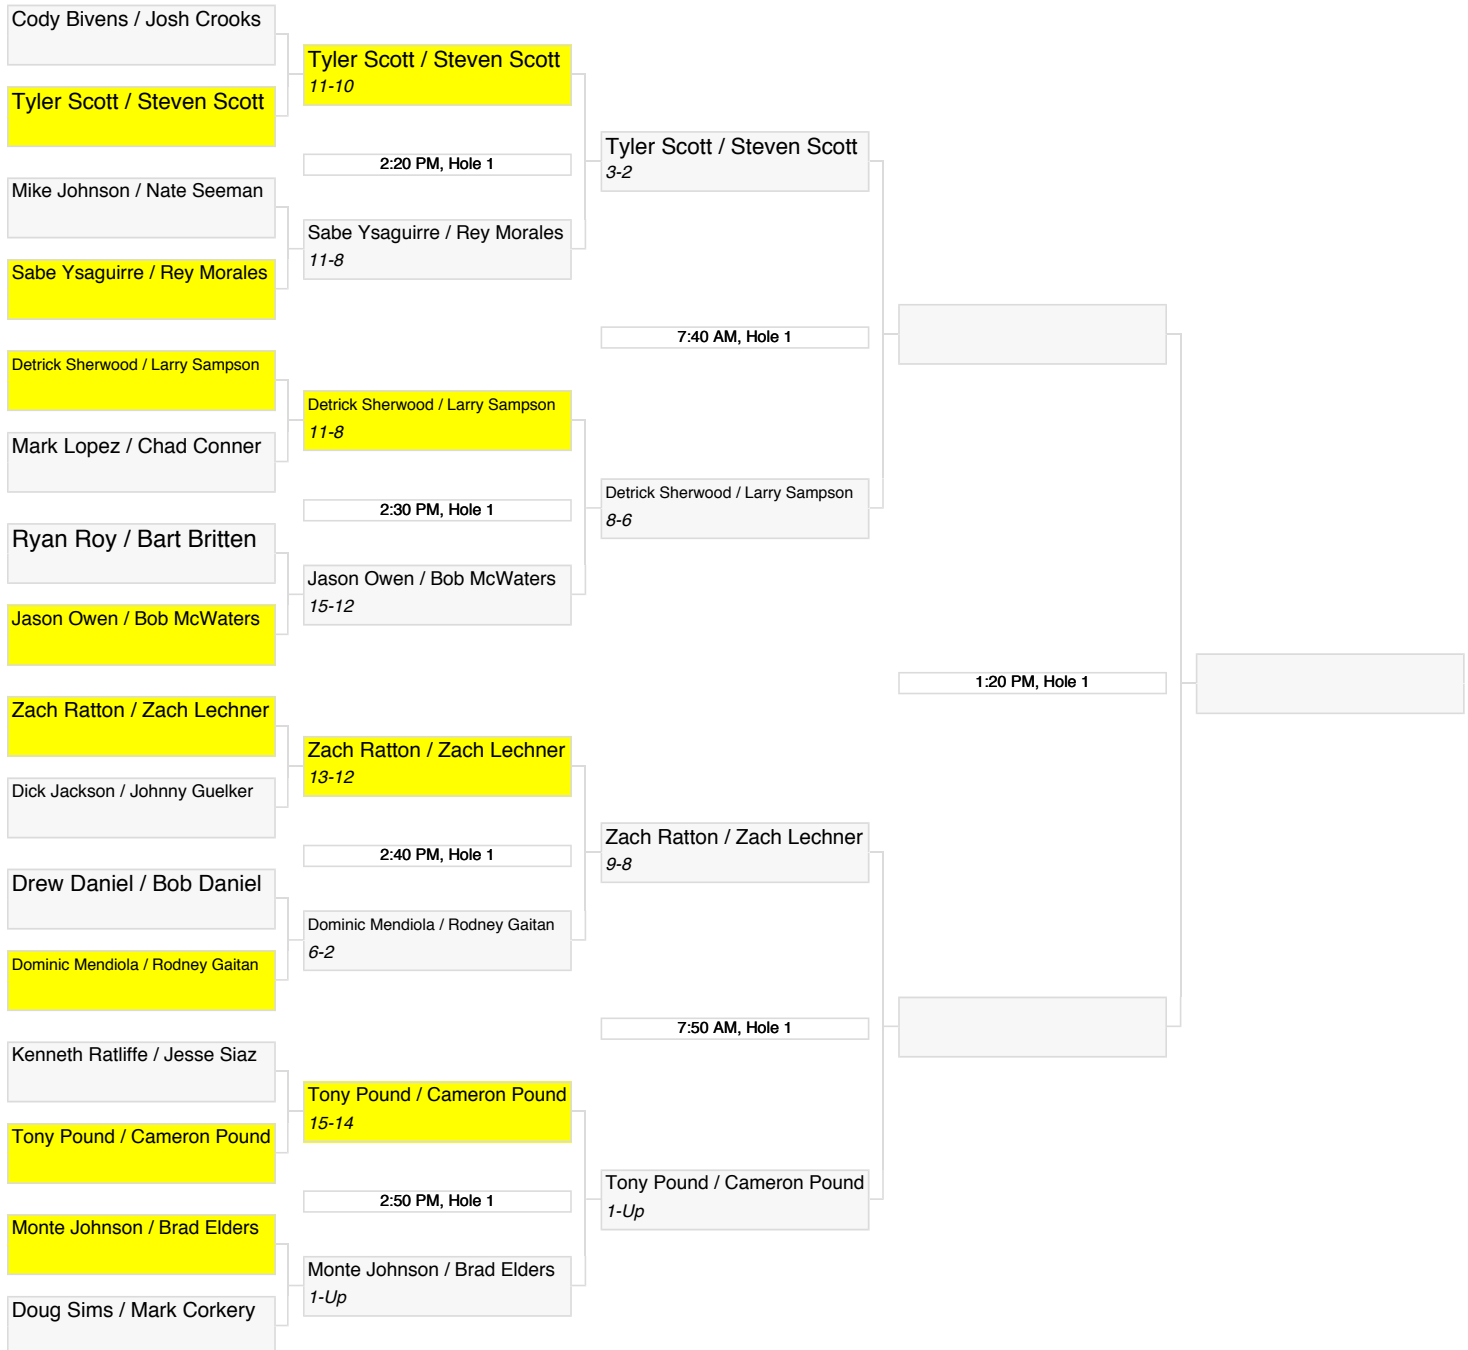 Cody Bivens / Josh Crooks
Tyler Scott / Steven Scott
Mike Johnson / Nate Seeman
Sabe Ysaguirre / Rey Morales
Detrick Sherwood / Larry Sampson
Mark Lopez / Chad Conner
Ryan Roy / Bart Britten
Jason Owen / Bob McWaters
Zach Ratton / Zach Lechner
Dick Jackson / Johnny Guelker
Drew Daniel / Bob Daniel
Dominic Mendiola / Rodney Gaitan
Kenneth Ratliffe / Jesse Siaz
Tony Pound / Cameron Pound
Monte Johnson / Brad Elders
Doug Sims / Mark Corkery
Tyler Scott / Steven Scott
11-10
2:20 PM, Hole 1
Sabe Ysaguirre / Rey Morales
11-8
Detrick Sherwood / Larry Sampson
11-8
2:30 PM, Hole 1
Jason Owen / Bob McWaters
15-12
Zach Ratton / Zach Lechner
13-12
2:40 PM, Hole 1
Dominic Mendiola / Rodney Gaitan
6-2
Tony Pound / Cameron Pound
15-14
2:50 PM, Hole 1
Monte Johnson / Brad Elders
1-Up
Tyler Scott / Steven Scott
3-2
7:40 AM, Hole 1
Detrick Sherwood / Larry Sampson
8-6
Zach Ratton / Zach Lechner
9-8
7:50 AM, Hole 1
Tony Pound / Cameron Pound
1-Up
1:20 PM, Hole 1